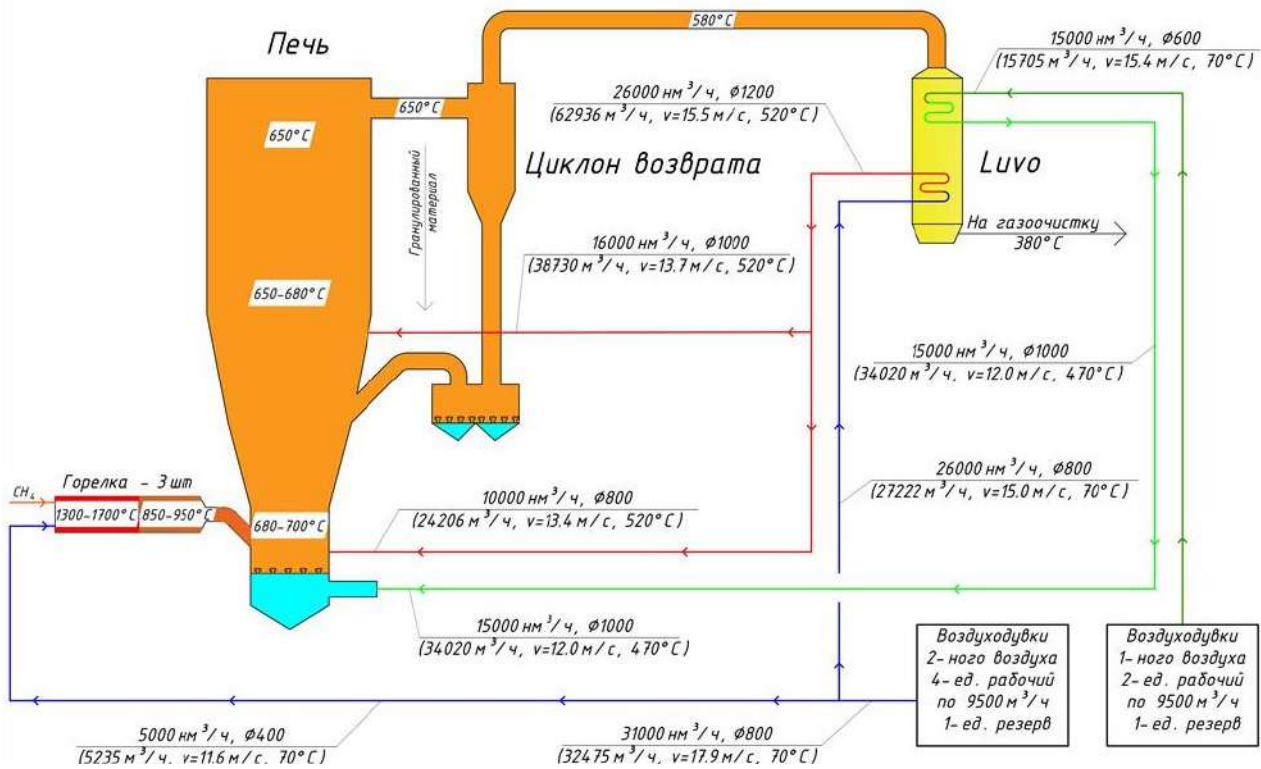 580°C
Печь
15000 нм³/ч, Ø600
(15705 м³/ч, v=15.4 м/с, 70°C)
650°C
650°C
26000 нм³/ч, Ø1200
(62936 м³/ч, v=15.5 м/с, 520°C)
Циклон возврата
Luvo
Гранулированный
материал
На газоочистку
380°C
16000 нм³/ч, Ø1000
(38730 м³/ч, v=13.7 м/с, 520°C)
650-680°C
15000 нм³/ч, Ø1000
(34020 м³/ч, v=12.0 м/с, 470°C)
Горелка - 3 шт
CH₄
1300-1700°C
850-950°C
680-700°C
10000 нм³/ч, Ø800
(24206 м³/ч, v=13.4 м/с, 520°C)
26000 нм³/ч, Ø800
(27222 м³/ч, v=15.0 м/с, 70°C)
15000 нм³/ч, Ø1000
(34020 м³/ч, v=12.0 м/с, 470°C)
Воздуходувки
2-ного воздуха
4-ед. рабочий
по 9500 м³/ч
1-ед. резерв
Воздуходувки
1-ного воздуха
2-ед. рабочий
по 9500 м³/ч
1-ед. резерв
5000 нм³/ч, Ø400
(5235 м³/ч, v=11.6 м/с, 70°C)
31000 нм³/ч, Ø800
(32475 м³/ч, v=17.9 м/с, 70°C)